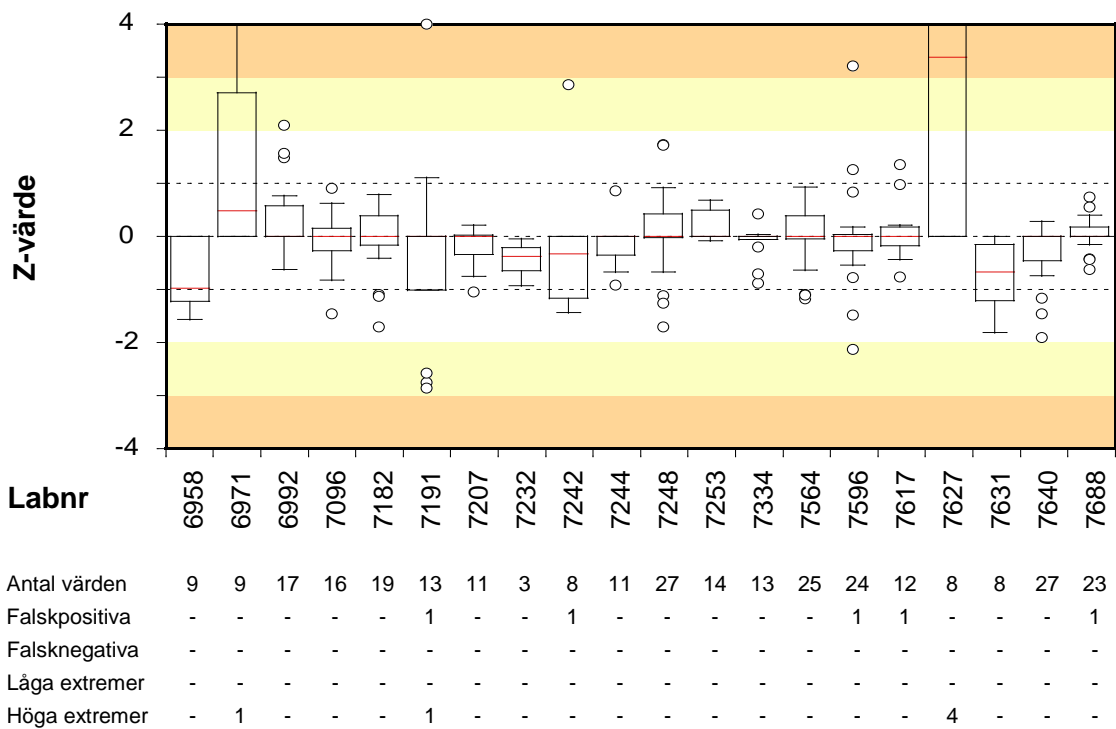 4
2
0
-2
-4
Z-värde
Labnr 6958 6971 6992 7096 7182 7191 7207 7232 7242 7244 7248 7253 7334 7564 7596 7617 7627 7631 7640 7688
Antal värden 9 9 17 16 19 13 11 3 8 11 27 14 13 25 24 12 8 8 27 23
Falskpositiva - - - - - 1 - - 1 - - - - - 1 1 - - - 1
Falsknegativa - - - - - - - - - - - - - - - - - - - -
Låga extremer - - - - - - - - - - - - - - - - - - - -
Höga extremer - 1 - - - 1 - - - - - - - - - - 4 - - -